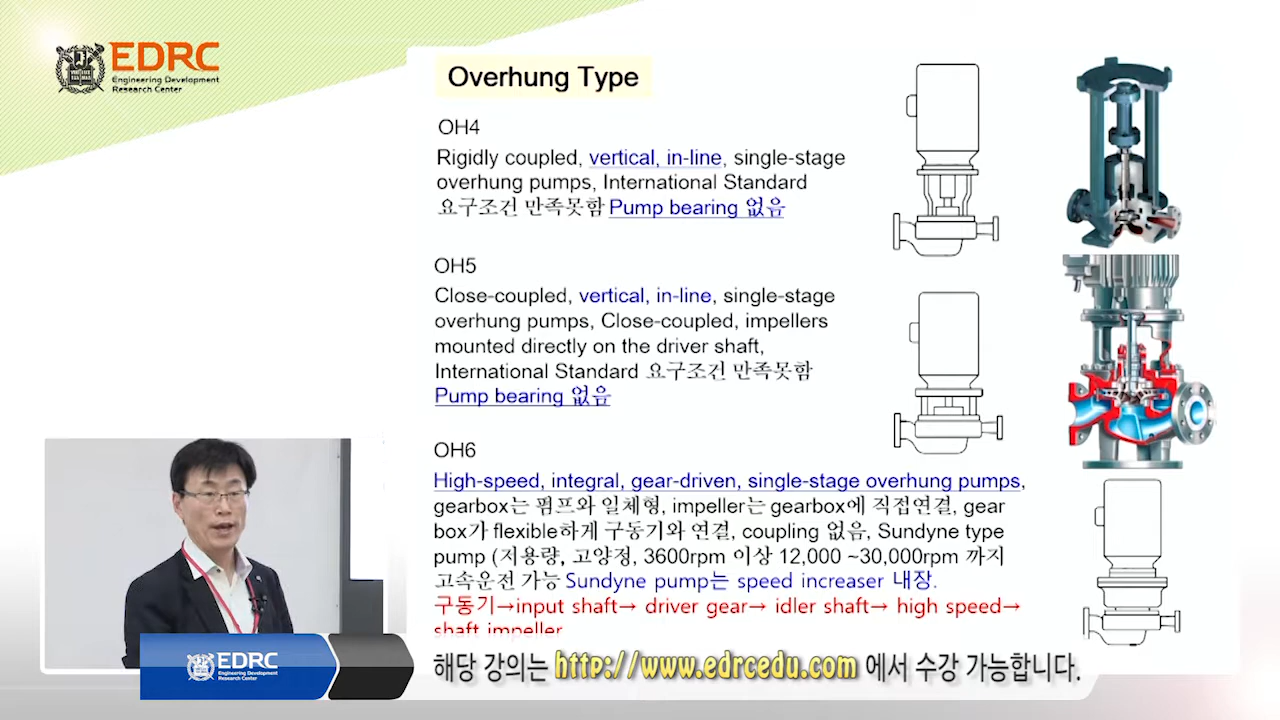 EDRC
Engineering Development
Research Center
Overhung Type
OH4
Rigidly coupled, vertical, in-line, single-stage
overhung pumps, International Standard
요구조건 만족못함 Pump bearing 없음
OH5
Close-coupled, vertical, in-line, single-stage
overhung pumps, Close-coupled, impellers
mounted directly on the driver shaft,
International Standard 요구조건 만족못함
Pump bearing 없음
OH6
High-speed, integral, gear-driven, single-stage overhung pumps,
gearbox는 펌프와 일체형, impeller는 gearbox에 직접연결, gear
box가 flexible하게 구동기와 연결, coupling 없음, Sundyne type
pump (지용량, 고양정, 3600rpm 이상 12,000 ~30,000rpm 까지
고속운전 가능 Sundyne pump는 speed increaser 내장.
구동기→input shaft→ driver gear→ idler shaft→ high speed→
shaft impeller
EDRC
Engineering Development
Research Center
해당 강의는 http://www.edrcedu.com 에서 수강 가능합니다.